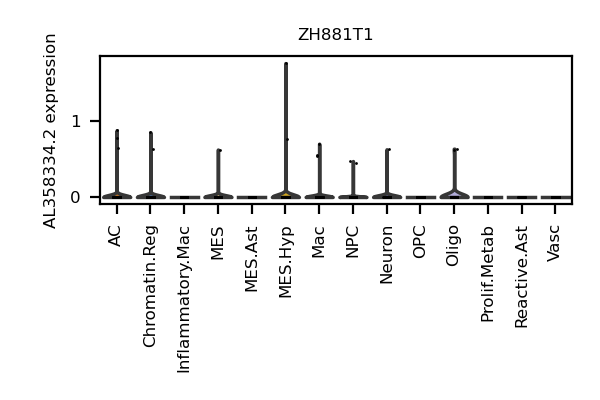 ZH881T1
AL358334.2 expression
1
0
AC
Chromatin.Reg
Inflammatory.Mac
MES
MES.Ast
MES.Hyp
Mac
NPC
Neuron
OPC
Oligo
Prolif.Metab
Reactive.Ast
Vasc